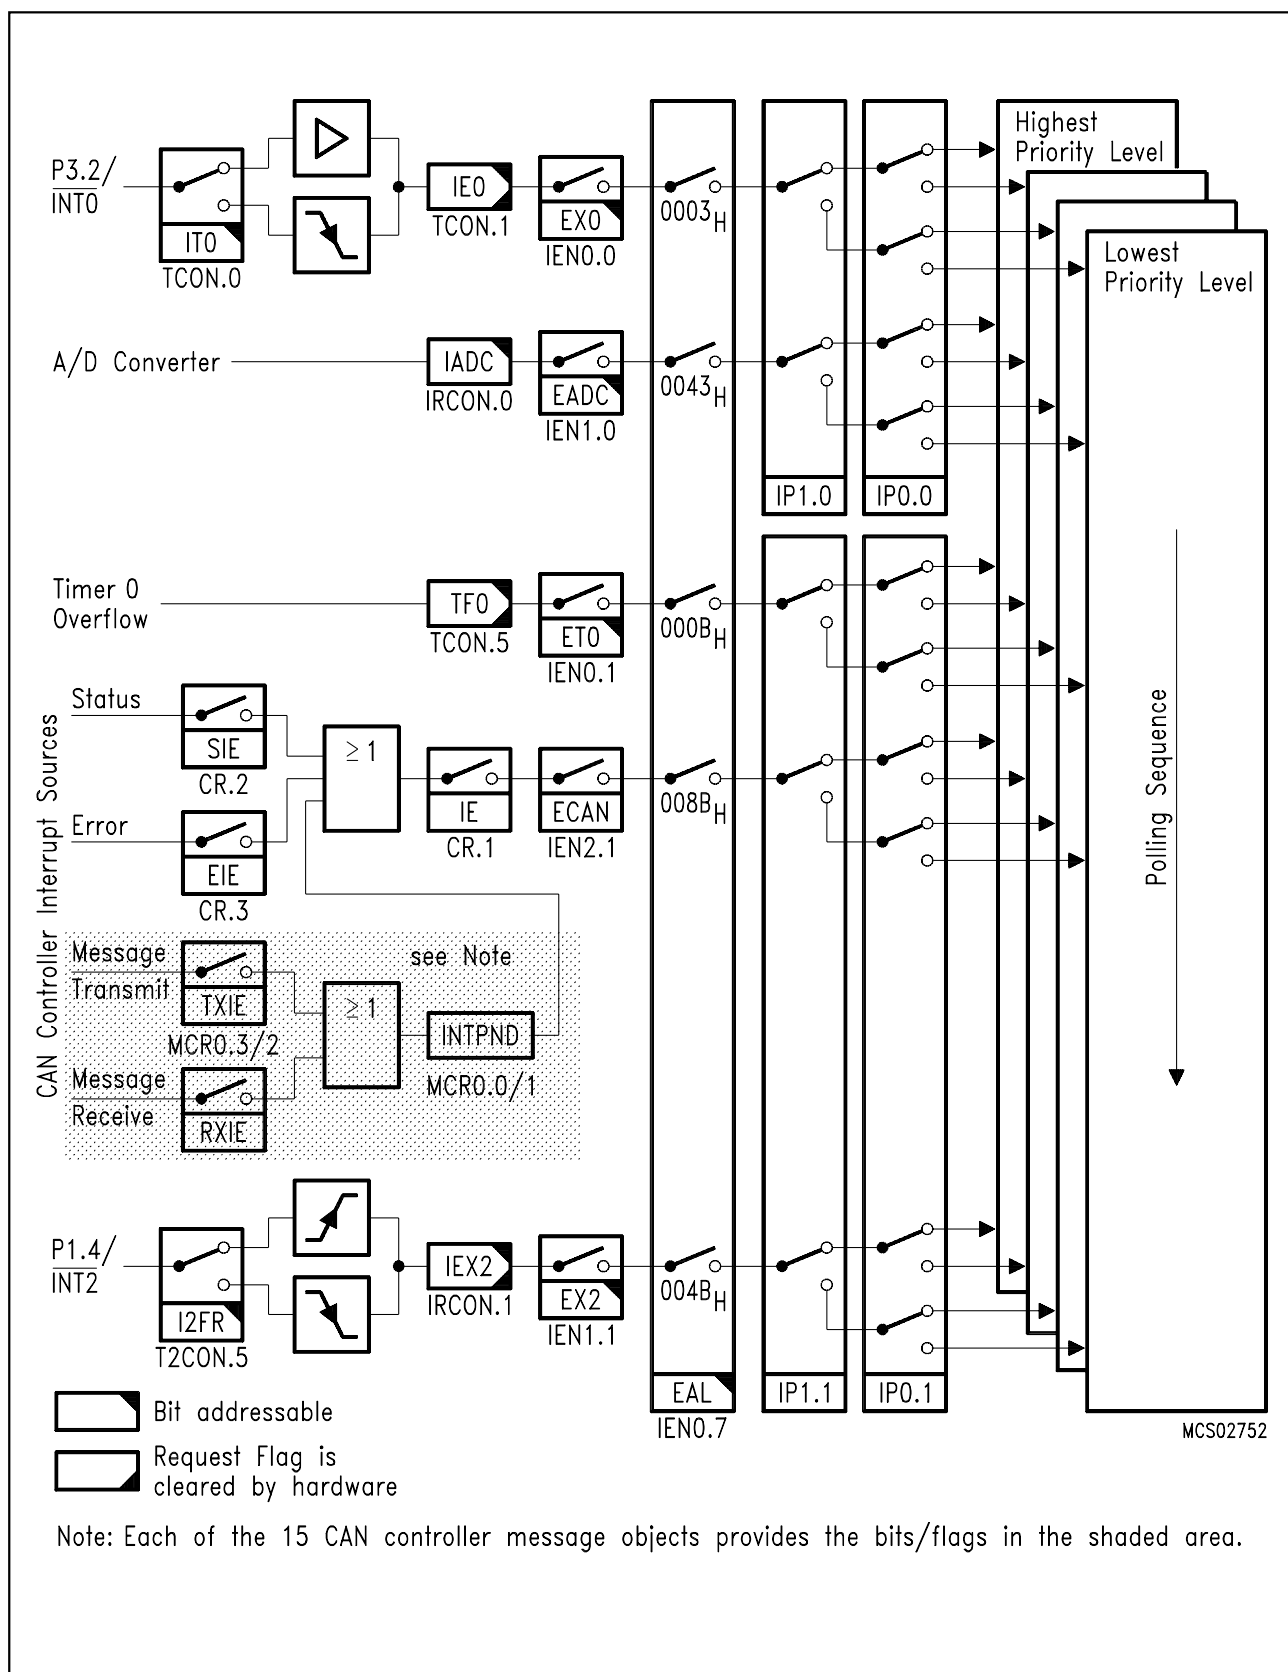 Highest
Priority Level
P3.2/
INT0
IT0
TCON.0
IE0
TCON.1
EX0
IEN0.0
0003H
Lowest
Priority Level
A/D Converter
IADC
IRCON.0
EADC
IEN1.0
0043H
IP1.0
IP0.0
Timer 0
Overflow
TF0
TCON.5
ET0
IEN0.1
000BH
CAN Controller Interrupt Sources
Status
SIE
CR.2
≥ 1
IE
CR.1
ECAN
IEN2.1
008BH
Error
EIE
CR.3
Polling Sequence
see Note
Message
Transmit
TXIE
MCR0.3/2
≥ 1
INTPND
MCR0.0/1
Message
Receive
RXIE
P1.4/
INT2
I2FR
T2CON.5
IEX2
IRCON.1
EX2
IEN1.1
004BH
EAL
IEN0.7
IP1.1
IP0.1
MCS02752
Bit addressable
Request Flag is
cleared by hardware
Note: Each of the 15 CAN controller message objects provides the bits/flags in the shaded area.